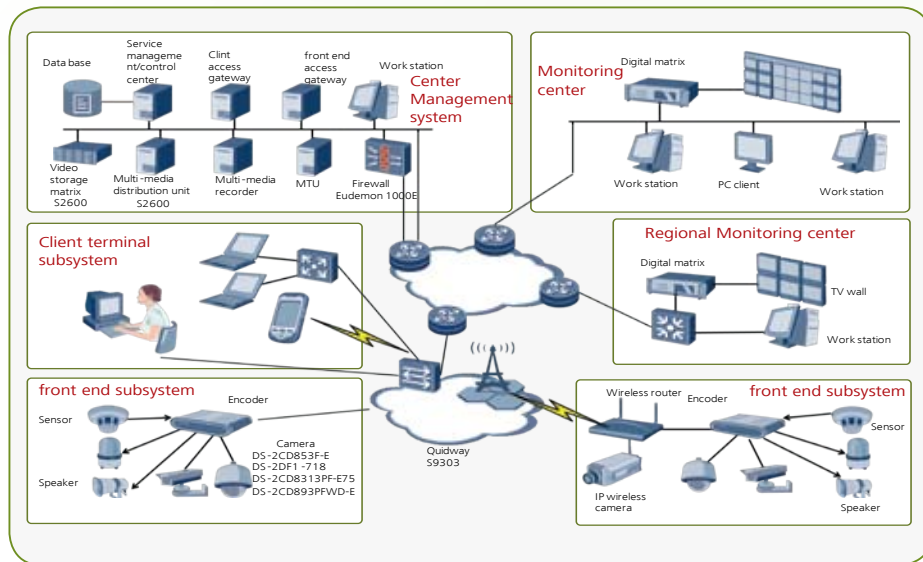 Data base
Service
manageme
nt/control
center
Clint
access
gateway
front end
access
gateway
Work station
Center
Management
system
Video
storage
matrix
S2600
Multi -media
distribution unit
S2600
Multi -media
recorder
MTU
Firewall
Eudemon 1000E
Monitoring
center
Digital matrix
Work station
PC client
Work station
Client terminal
subsystem
Regional Monitoring center
Digital matrix
TV wall
Work station
front end subsystem
Sensor
Encoder
Speaker
Camera
DS-2CD853F-E
DS-2DF1 -718
DS-2CD8313PF-E75
DS-2CD893PFWD-E
Quidway
S9303
front end subsystem
Wireless router
Encoder
Sensor
IP wireless
camera
Speaker